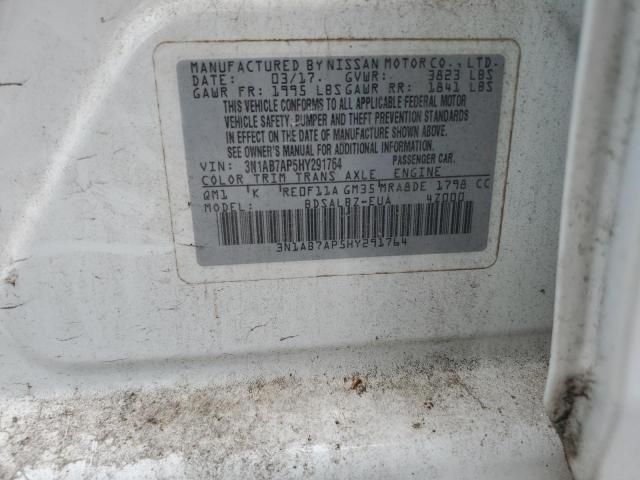 MANUFACTURED BY NISSAN MOTOR CO., LTD.
DATE: 03/17. GVWR: 3823 LBS
GAWR FR: 1995 LBS GAWR RR: 1841 LBS
THIS VEHICLE CONFORMS TO ALL APPLICABLE FEDERAL MOTOR
VEHICLE SAFETY, BUMPER AND THEFT PREVENTION STANDARDS
IN EFFECT ON THE DATE OF MANUFACTURE SHOWN ABOVE.
SEE OWNER'S MANUAL FOR ADDITIONAL INFORMATION.
VIN: 3N1AB7AP5HY291764 PASSENGER CAR.
COLOR TRIM TRANS AXLE ENGINE
QM1 K RE0F11A GM35 MRA8DE 1798 CC
MODEL: BDSALBZ-EUA 4Z000
3N1AB7AP5HY291764